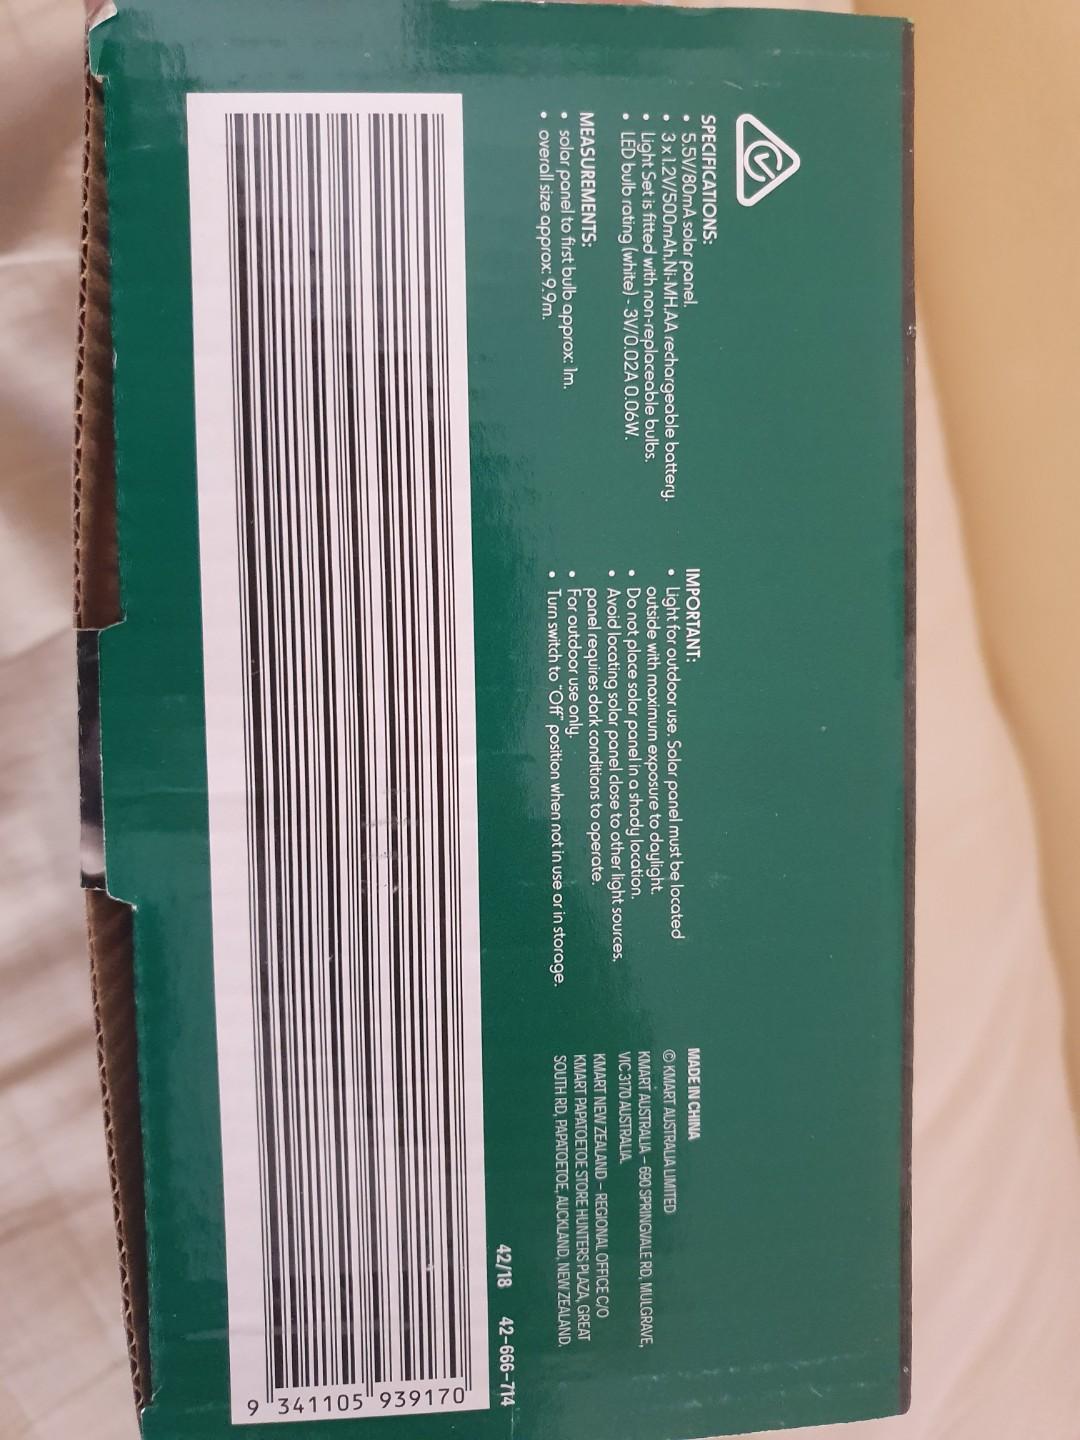 SPECIFICATIONS:
• 5.5V/80mA solar panel.
• 3 x 1.2V/500mAh.Ni-MH.AA rechargeable battery.
• Light Set is fitted with non-replaceable bulbs.
• LED bulb rating (white) - 3V/0.02A 0.06W.
MEASUREMENTS:
• solar panel to first bulb approx: 1m.
• overall size approx: 9.9m.
IMPORTANT:
• Light for outdoor use. Solar panel must be located
outside with maximum exposure to daylight.
• Do not place solar panel in a shady location.
• Avoid locating solar panel close to other light sources,
panel requires dark conditions to operate.
• For outdoor use only.
• Turn switch to "Off" position when not in use or in storage.
MADE IN CHINA
© KMART AUSTRALIA LIMITED
KMART AUSTRALIA – 690 SPRINGVALE RD, MULGRAVE,
VIC 3170 AUSTRALIA.
KMART NEW ZEALAND – REGIONAL OFFICE C/O
KMART PAPATOETOE STORE HUNTERS PLAZA, GREAT
SOUTH RD, PAPATOETOE, AUCKLAND, NEW ZEALAND.
42/18 42-666-714
9 341105 939170